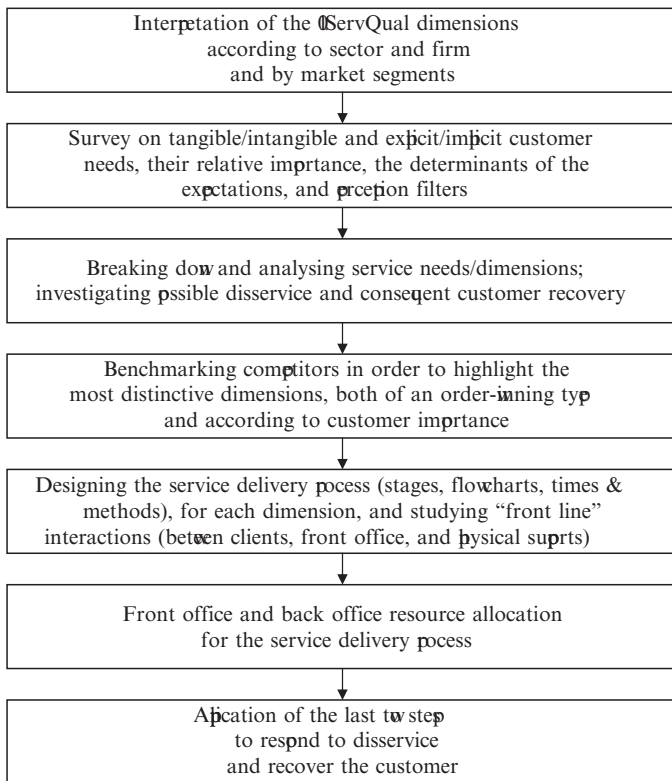 Interpretation of the 10 ServQual dimensions
according to sector and firm
and by market segments
Survey on tangible/intangible and explicit/implicit customer
needs, their relative importance, the determinants of the
expectations, and perception filters
Breaking down and analysing service needs/dimensions;
investigating possible disservice and consequent customer recovery
Benchmarking competitors in order to highlight the
most distinctive dimensions, both of an order-winning type
and according to customer importance
Designing the service delivery process (stages, flowcharts, times &
methods), for each dimension, and studying “front line”
interactions (between clients, front office, and physical supports)
Front office and back office resource allocation
for the service delivery process
Application of the last two steps
to respond to disservice
and recover the customer